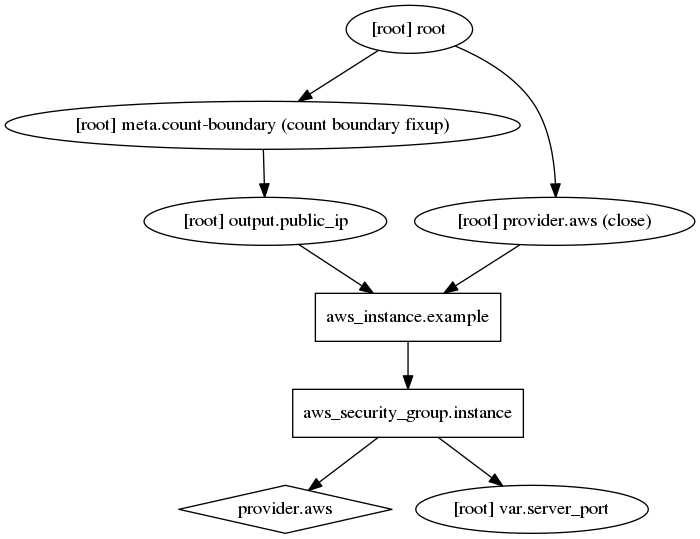 [root] root
[root] meta.count-boundary (count boundary fixup)
[root] output.public_ip
[root] provider.aws (close)
aws_instance.example
aws_security_group.instance
provider.aws
[root] var.server_port